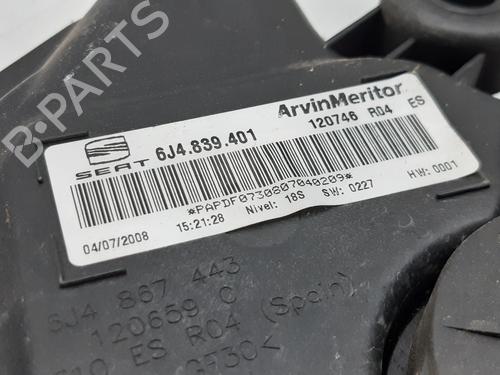 B-PARTS
ArvinMeritor
SEAT 6J4.839.401 120746 R04 ES
*PAPDF0730807040209*
04/07/2008 15:21:28 Nivel: 18S SW: 0227 HW: 0001
6J4 867 443
120659 C
ES R04 (Spain)
GF30<